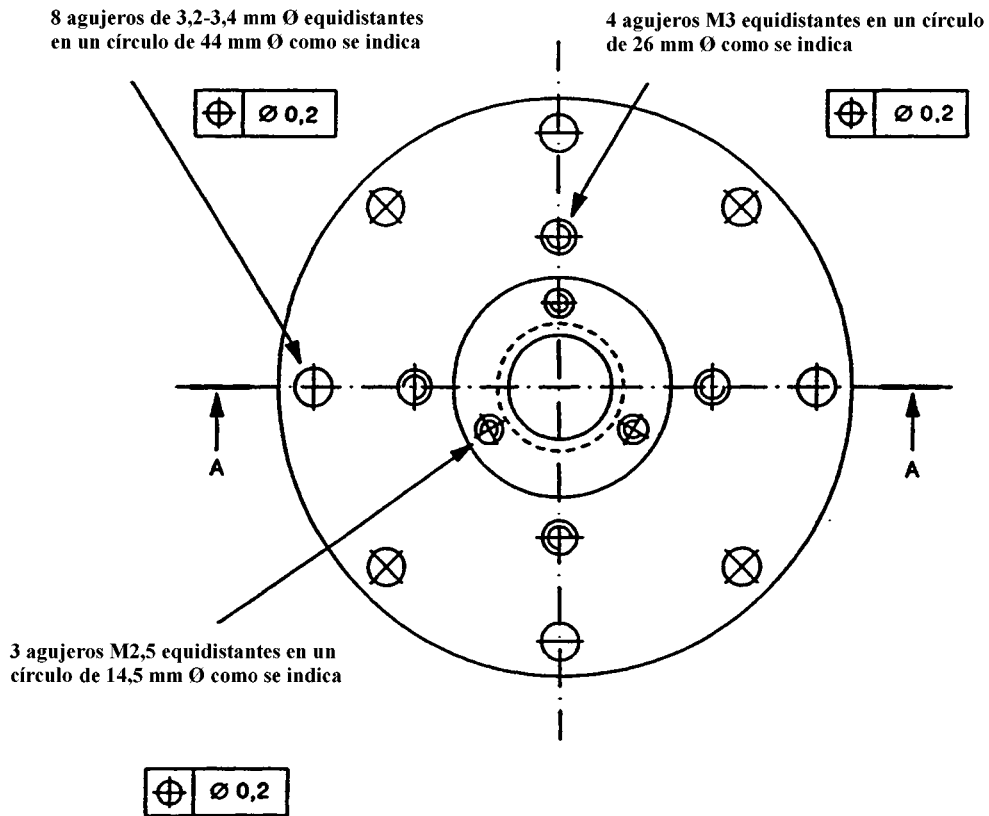 8 agujeros de 3,2-3,4 mm Ø equidistantes
en un círculo de 44 mm Ø como se indica
4 agujeros M3 equidistantes en un círculo
de 26 mm Ø como se indica
⌖ Ø 0,2
⌖ Ø 0,2
A
A
3 agujeros M2,5 equidistantes en un
círculo de 14,5 mm Ø como se indica
⌖ Ø 0,2